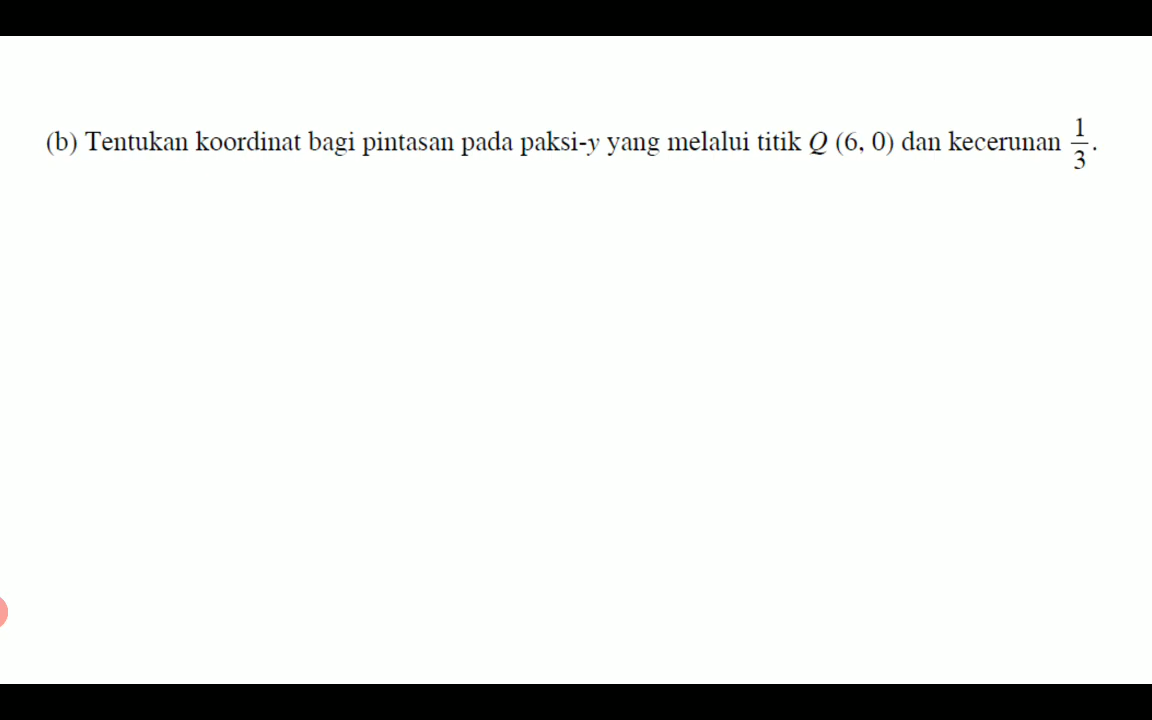 (b) Tentukan koordinat bagi pintasan pada paksi-y yang melalui titik Q (6, 0) dan kecerunan 1/3.